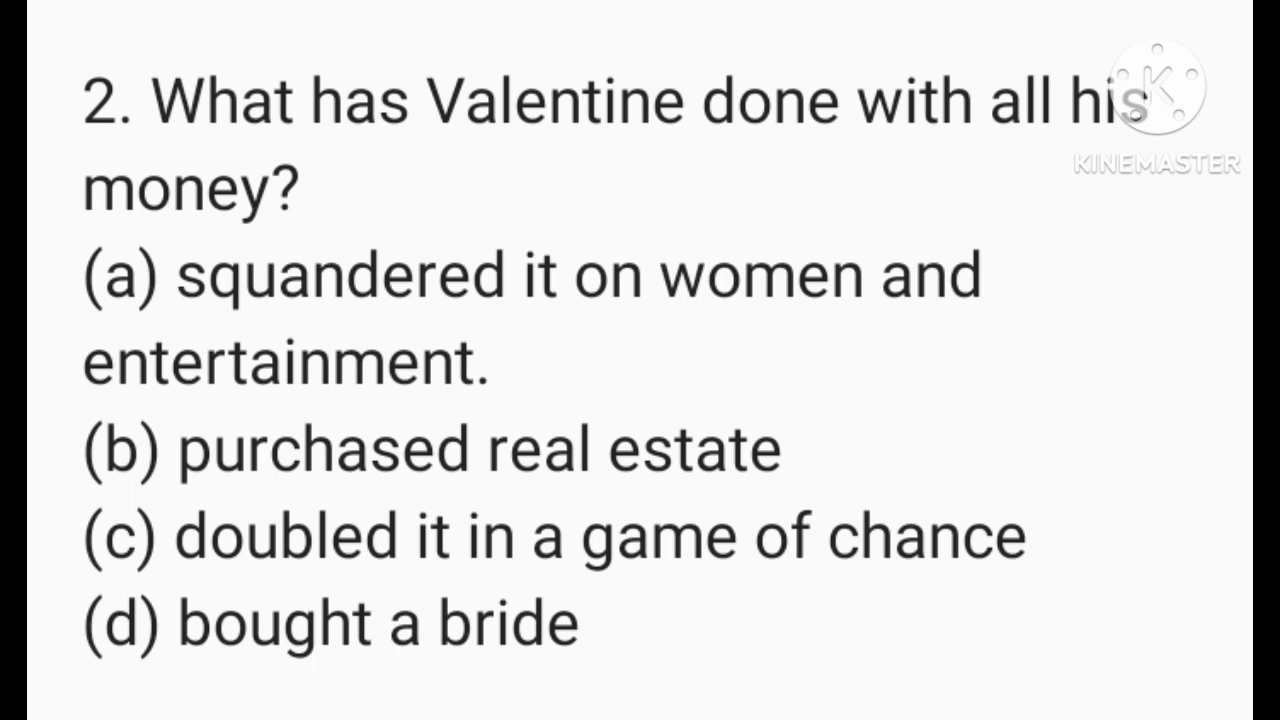 2. What has Valentine done with all his
KINEMASTER
money?
(a) squandered it on women and
entertainment.
(b) purchased real estate
(c) doubled it in a game of chance
(d) bought a bride